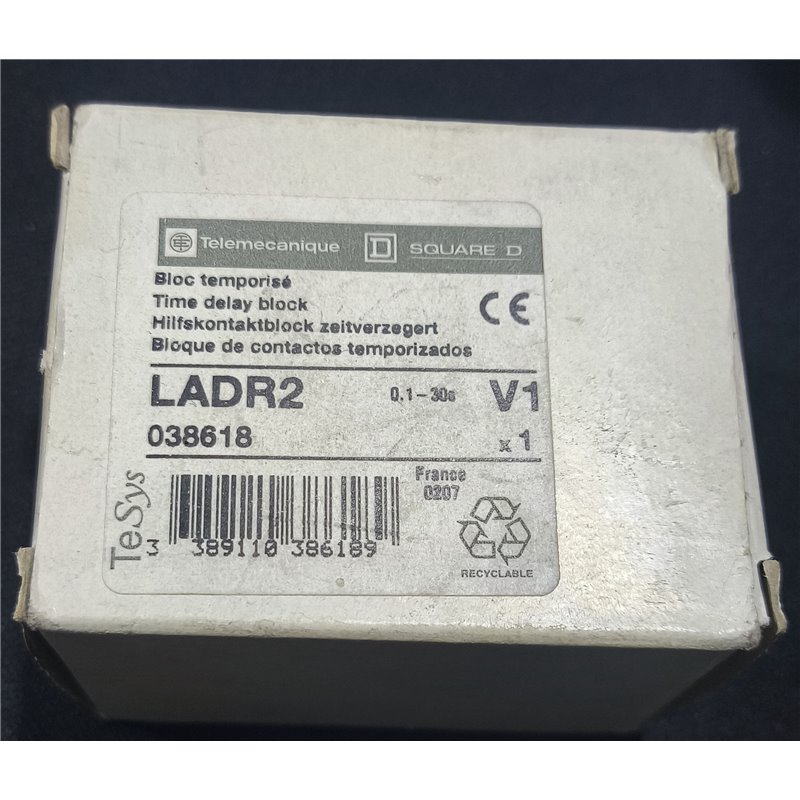 Telemecanique D SQUARE D
Bloc temporisé
Time delay block
Hilfskontaktblock zeitverzegert
Bloque de contactos temporizados
CE
LADR2 0.1-30s V1
038618 x 1
France
0207
TeSys
3 389110 386189
RECYCLABLE